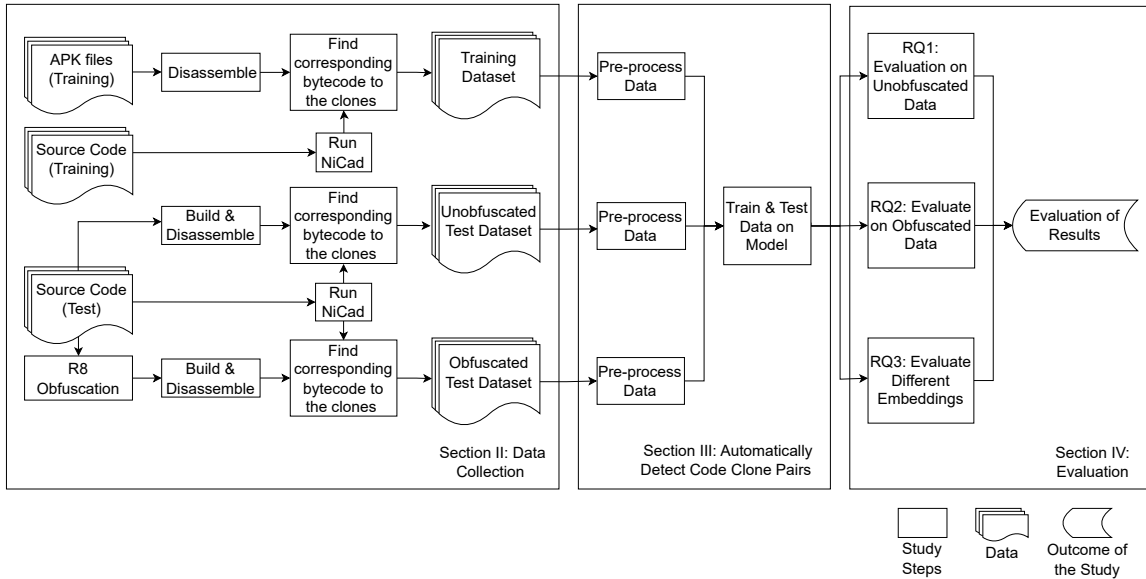 APK files
(Training)
Disassemble
Find
corresponding
bytecode to
the clones
Training
Dataset
Source Code
(Training)
Run
NiCad
Build &
Disassemble
Find
corresponding
bytecode to
the clones
Unobfuscated
Test Dataset
Source Code
(Test)
Run
NiCad
R8
Obfuscation
Build &
Disassemble
Find
corresponding
bytecode to
the clones
Obfuscated
Test Dataset
Section II: Data
Collection
Pre-process
Data
Pre-process
Data
Pre-process
Data
Train & Test
Data on
Model
Section III: Automatically
Detect Code Clone Pairs
RQ1:
Evaluation on
Unobfuscated
Data
RQ2: Evaluate
on Obfuscated
Data
RQ3: Evaluate
Different
Embeddings
Evaluation of
Results
Section IV:
Evaluation
Study
Steps
Data
Outcome of
the Study